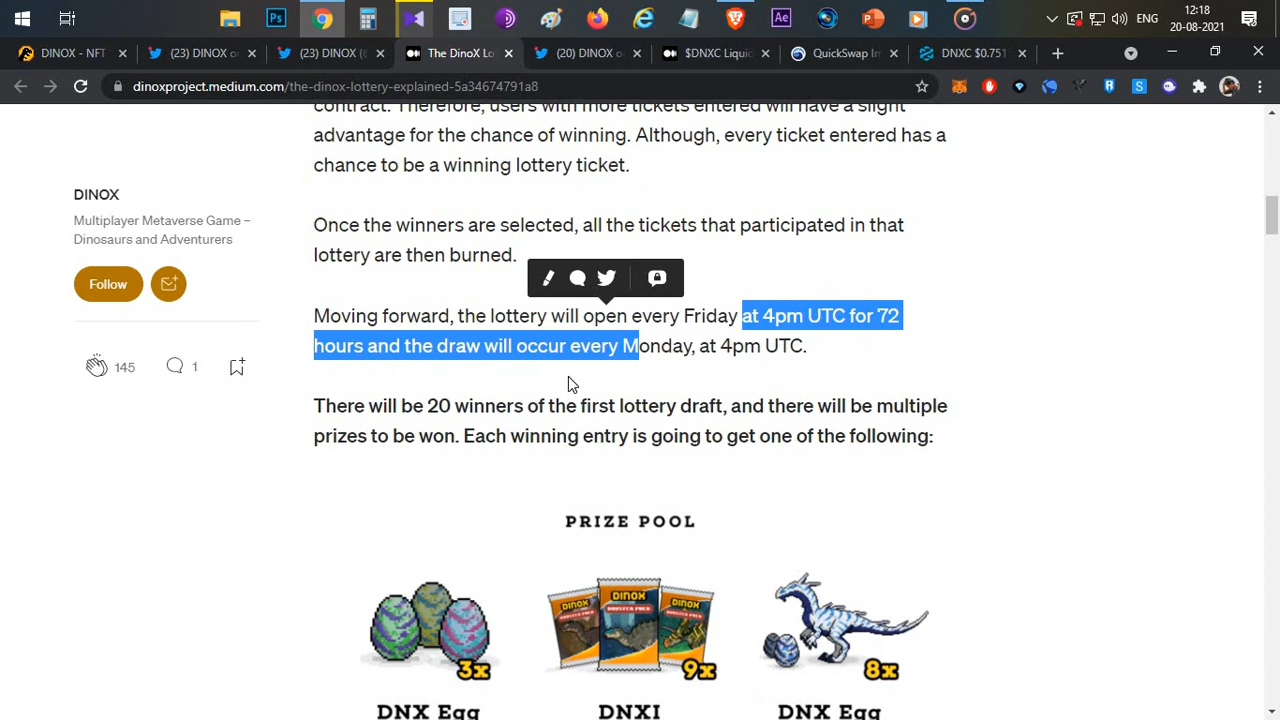 Ps
Ae
ENG
12:18
20-08-2021
DINOX - NFT
(23) DINOX o
(23) DINOX (
The DinoX Lo
(20) DINOX o
$DNXC Liquic
QuickSwap In
DNXC $0.751
dinoxproject.medium.com/the-dinox-lottery-explained-5a34674791a8
contract. Therefore, users with more tickets entered will have a slight
advantage for the chance of winning. Although, every ticket entered has a
chance to be a winning lottery ticket.
DINOX
Multiplayer Metaverse Game –
Dinosaurs and Adventurers
Follow
145
1
Once the winners are selected, all the tickets that participated in that
lottery are then burned.
Moving forward, the lottery will open every Friday at 4pm UTC for 72
hours and the draw will occur every Monday, at 4pm UTC.
There will be 20 winners of the first lottery draft, and there will be multiple
prizes to be won. Each winning entry is going to get one of the following:
PRIZE POOL
DINOX
DINOX
DINOX
BOOSTER PACK
3x
9x
8x
DNX Egg
DNXI
DNX Egg